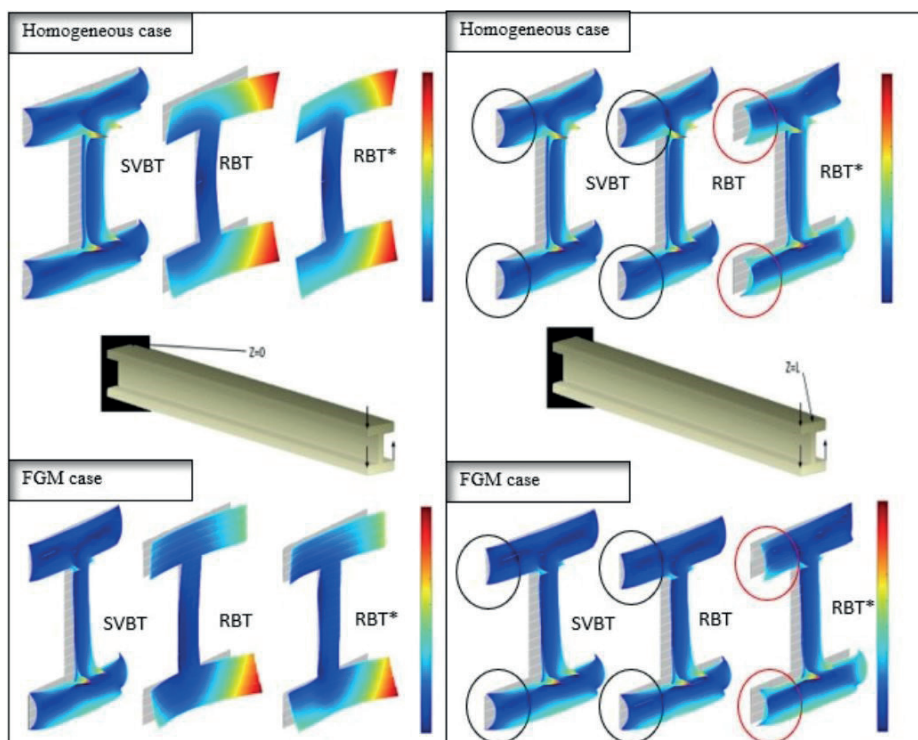 Homogeneous case
SVBT
RBT
RBT*
Z=0
FGM case
SVBT
RBT
RBT*
Homogeneous case
SVBT
RBT
RBT*
Z=L
FGM case
SVBT
RBT
RBT*